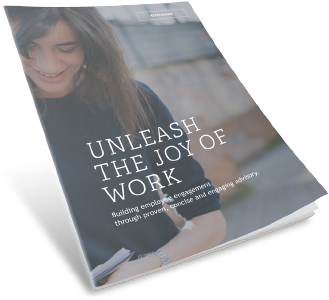 UNLEASH
THE JOY OF
WORK
Building employee engagement
through proven, concise and engaging advisory.